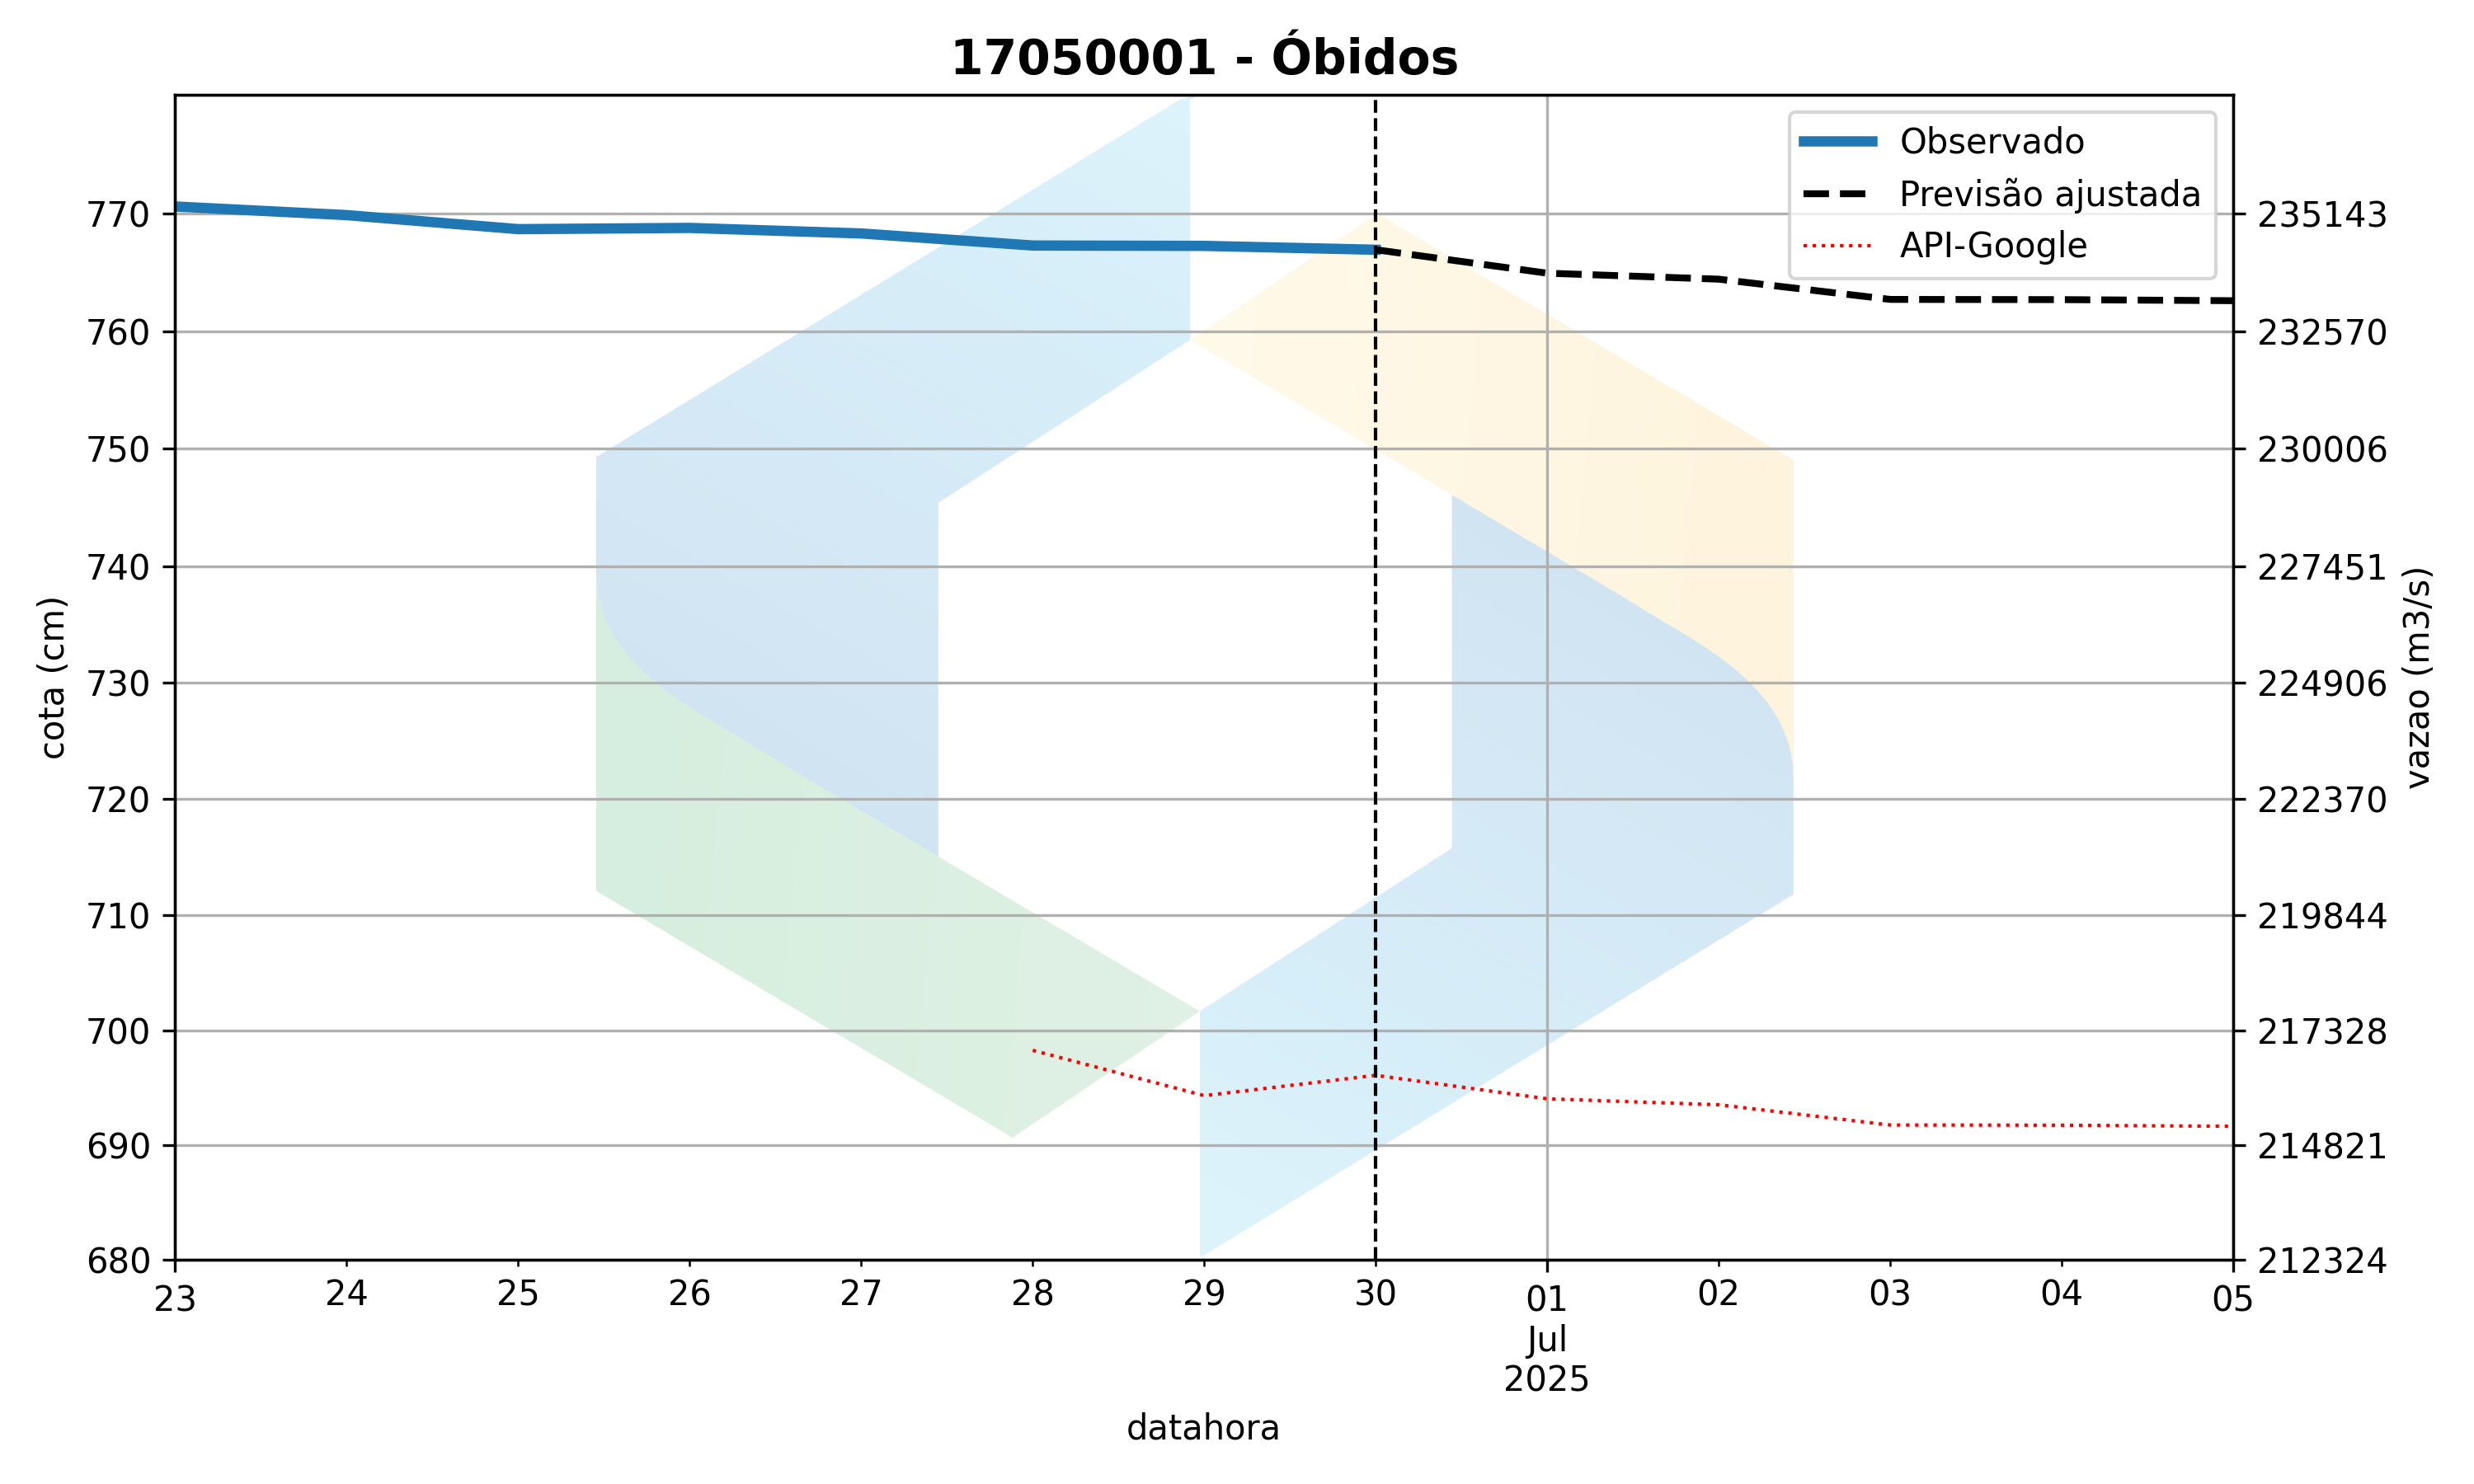 17050001 - Óbidos
Observado
Previsão ajustada
API-Google
770
760
750
740
730
720
710
700
690
680
cota (cm)
235143
232570
230006
227451
224906
222370
219844
217328
214821
212324
vazao (m3/s)
23 24 25 26 27 28 29 30 01 02 03 04 05
Jul
2025
datahora